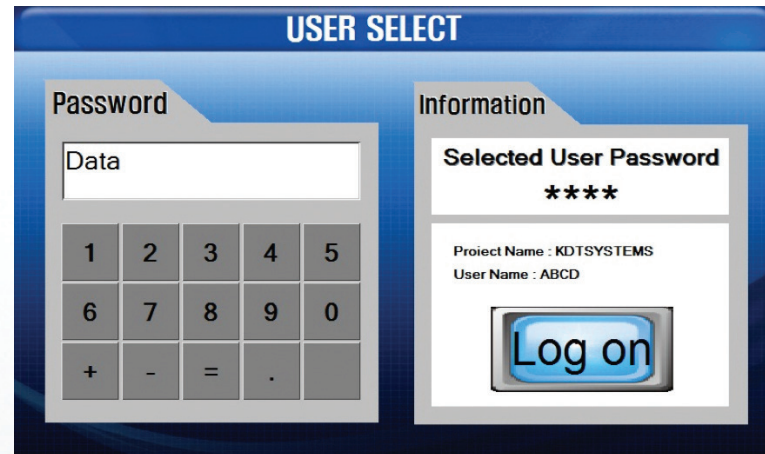 USER SELECT
Password
Data
1 2 3 4 5
6 7 8 9 0
+ - = .
Information
Selected User Password
****
Proiect Name : KDTSYSTEMS
User Name : ABCD
Log on